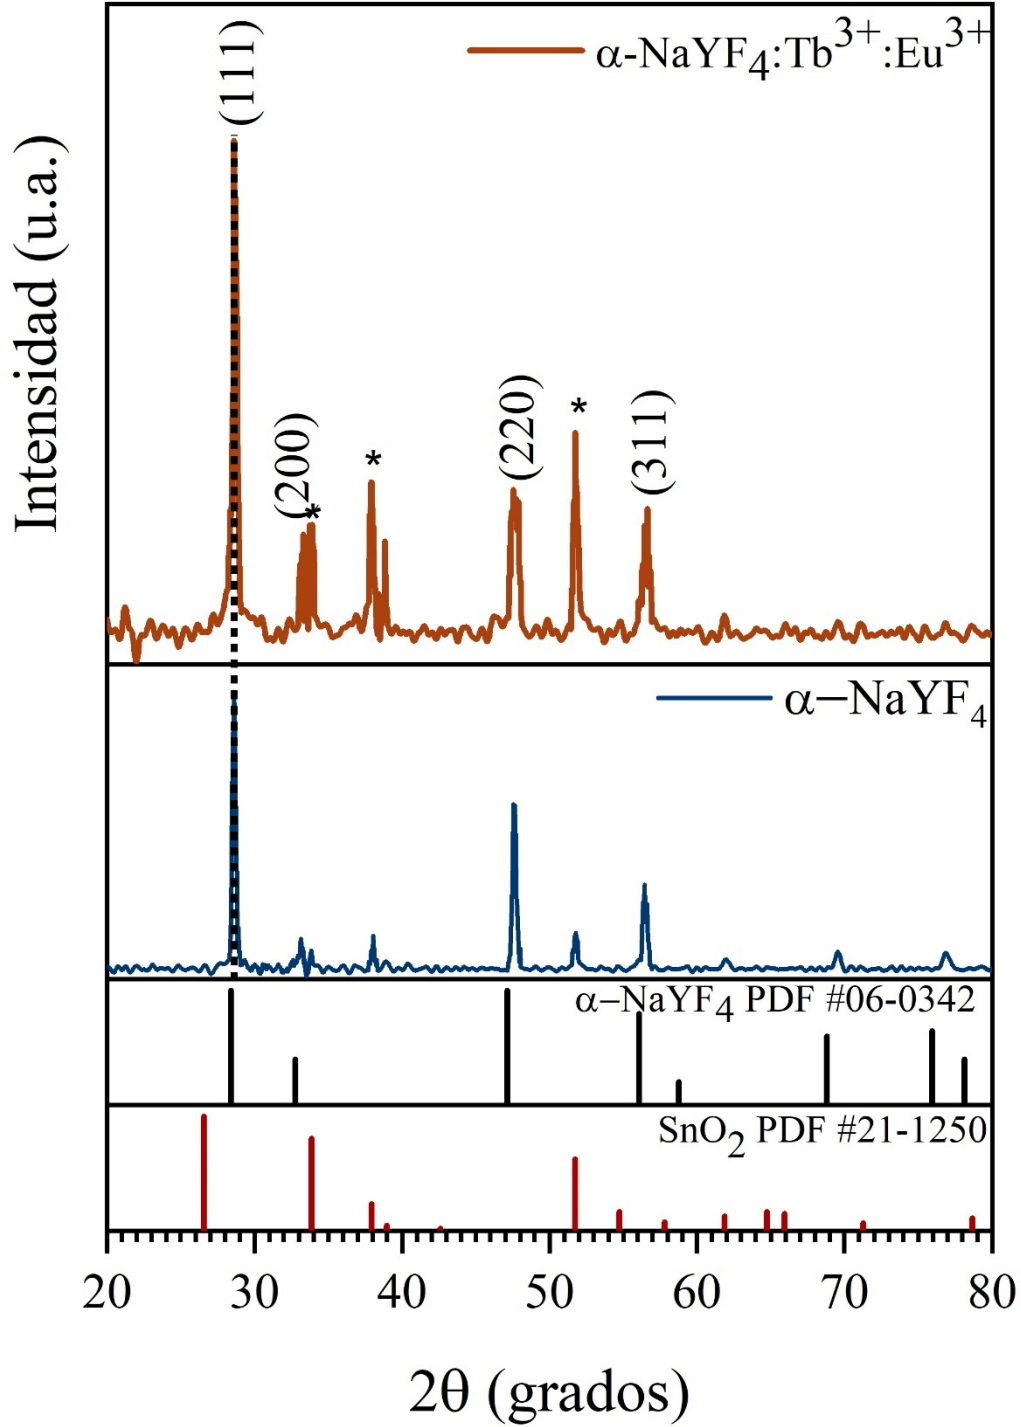 α-NaYF4:Tb3+:Eu3+
(111)
Intensidad (u.a.)
(200)
*
*
(220)
*
(311)
α−NaYF4
α−NaYF4 PDF #06-0342
SnO2 PDF #21-1250
20 30 40 50 60 70 80
2θ (grados)